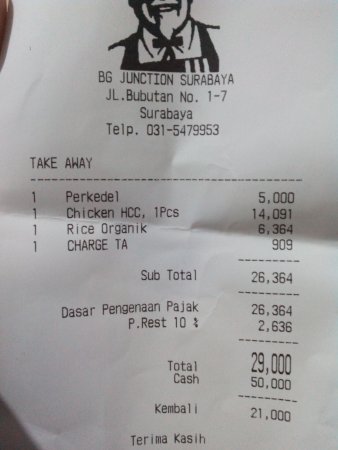 BG JUNCTION SURABAYA
JL.Bubutan No. 1-7
Surabaya
Telp. 031-5479953
TAKE AWAY
1 Perkedel 5,000
1 Chicken HCC, 1Pcs 14,091
1 Rice Organik 6,364
1 CHARGE TA 909
Sub Total 26,364
Dasar Pengenaan Pajak 26,364
P.Rest 10 % 2,636
Total 29,000
Cash 50,000
Kembali 21,000
Terima Kasih